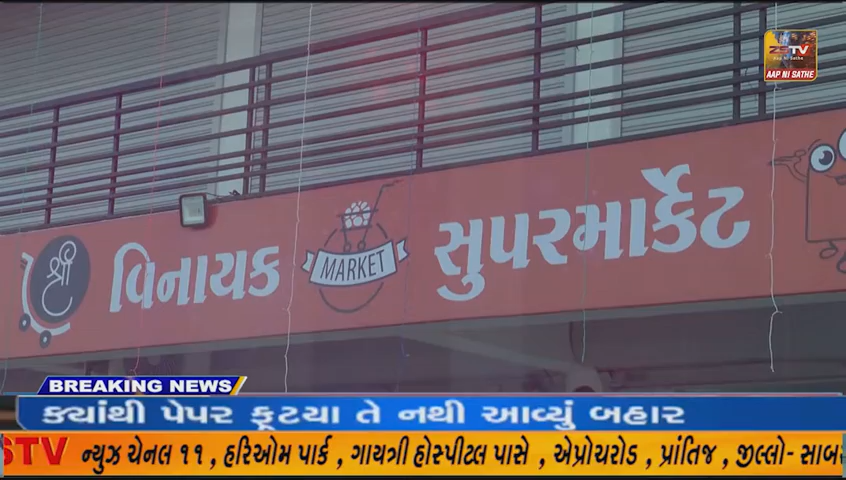 AAP NI SATHE
શ્રી વિનાયક MARKET સુપરમાર્કેટ
BREAKING NEWS
ક્યાંથી પેપર ફૂટયા તે નથી આવ્યું બહાર
STV ન્યુઝ ચેનલ ૧૧ , હરિઓમ પાર્ક , ગાયત્રી હોસ્પીટલ પાસે , એપ્રોચરોડ , પ્રાંતિજ , જીલ્લો- સાબ